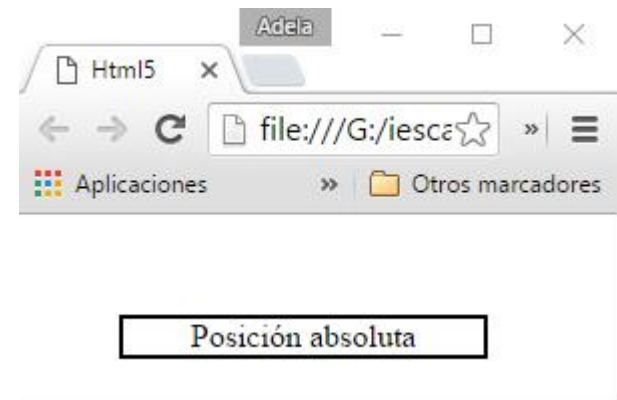 Adela
Html5
file:///G:/iesca
Aplicaciones » Otros marcadores
Posición absoluta